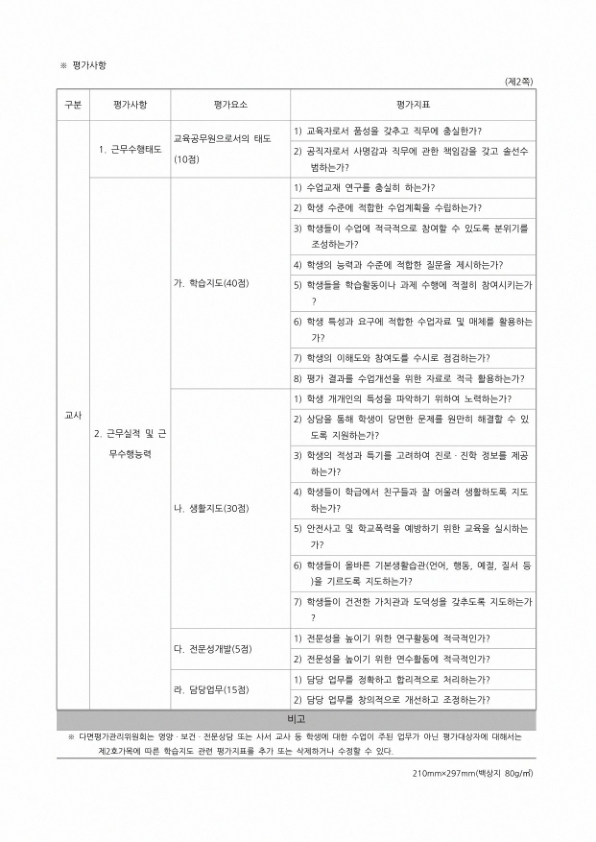 ※ 평가사항
(제2쪽)
구분 평가사항 평가요소 평가지표
교사
1. 근무수행태도
교육공무원으로서의 태도
(10점)
1) 교육자로서 품성을 갖추고 직무에 충실한가?
2) 공직자로서 사명감과 직무에 관한 책임감을 갖고 솔선수
범하는가?
2. 근무실적 및 근
무수행능력
가. 학습지도(40점)
1) 수업교재 연구를 충실히 하는가?
2) 학생 수준에 적합한 수업계획을 수립하는가?
3) 학생들이 수업에 적극적으로 참여할 수 있도록 분위기를
조성하는가?
4) 학생의 능력과 수준에 적합한 질문을 제시하는가?
5) 학생들을 학습활동이나 과제 수행에 적절히 참여시키는가
?
6) 학생 특성과 요구에 적합한 수업자료 및 매체를 활용하는
가?
7) 학생의 이해도와 참여도를 수시로 점검하는가?
8) 평가 결과를 수업개선을 위한 자료로 적극 활용하는가?
나. 생활지도(30점)
1) 학생 개개인의 특성을 파악하기 위하여 노력하는가?
2) 상담을 통해 학생이 당면한 문제를 원만히 해결할 수 있
도록 지원하는가?
3) 학생의 적성과 특기를 고려하여 진로·진학 정보를 제공
하는가?
4) 학생들이 학급에서 친구들과 잘 어울려 생활하도록 지도
하는가?
5) 안전사고 및 학교폭력을 예방하기 위한 교육을 실시하는
가?
6) 학생들이 올바른 기본생활습관(언어, 행동, 예절, 질서 등
)을 기르도록 지도하는가?
7) 학생들이 건전한 가치관과 도덕성을 갖추도록 지도하는가
?
다. 전문성개발(5점)
1) 전문성을 높이기 위한 연구활동에 적극적인가?
2) 전문성을 높이기 위한 연수활동에 적극적인가?
라. 담당업무(15점)
1) 담당 업무를 정확하고 합리적으로 처리하는가?
2) 담당 업무를 창의적으로 개선하고 조정하는가?
비고
※ 다면평가관리위원회는 영양·보건·전문상담 또는 사서 교사 등 학생에 대한 수업이 주된 업무가 아닌 평가대상자에 대해서는
제2호가목에 따른 학습지도 관련 평가지표를 추가 또는 삭제하거나 수정할 수 있다.
210mm×297mm(백상지 80g/㎡)